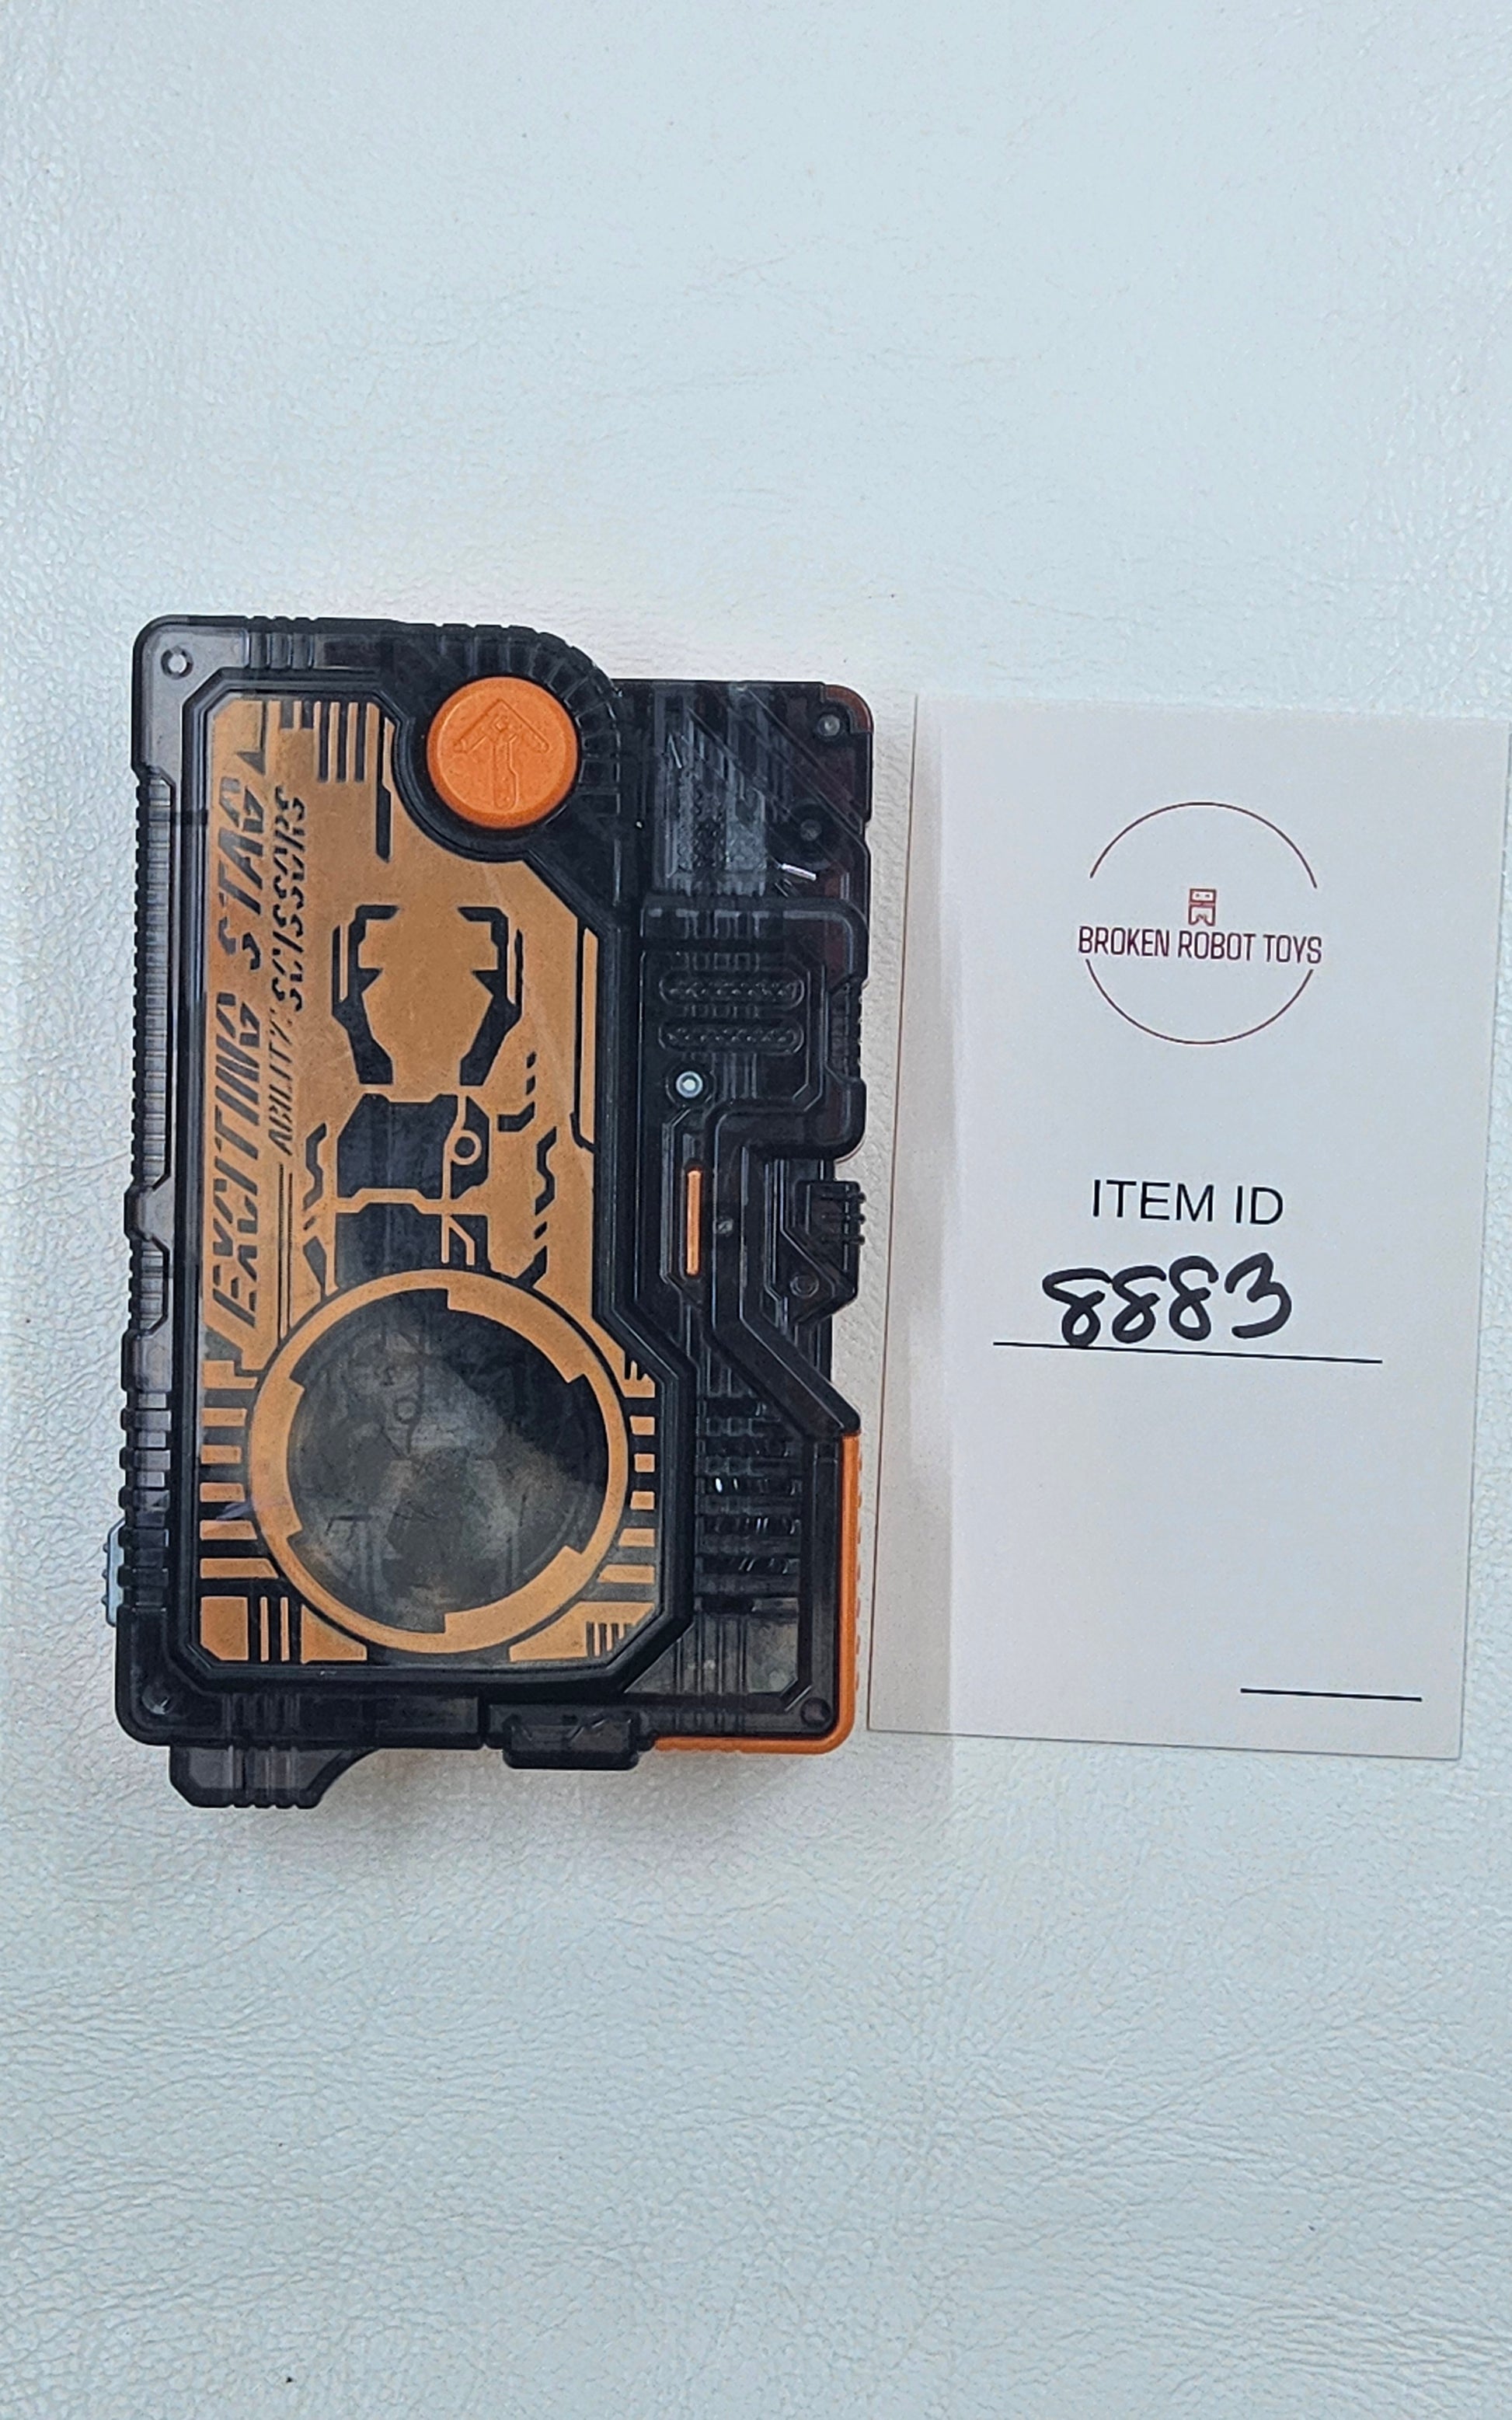 EXCITING STAG
ABILITY: SCISSORS
BROKEN ROBOT TOYS
ITEM ID
8883